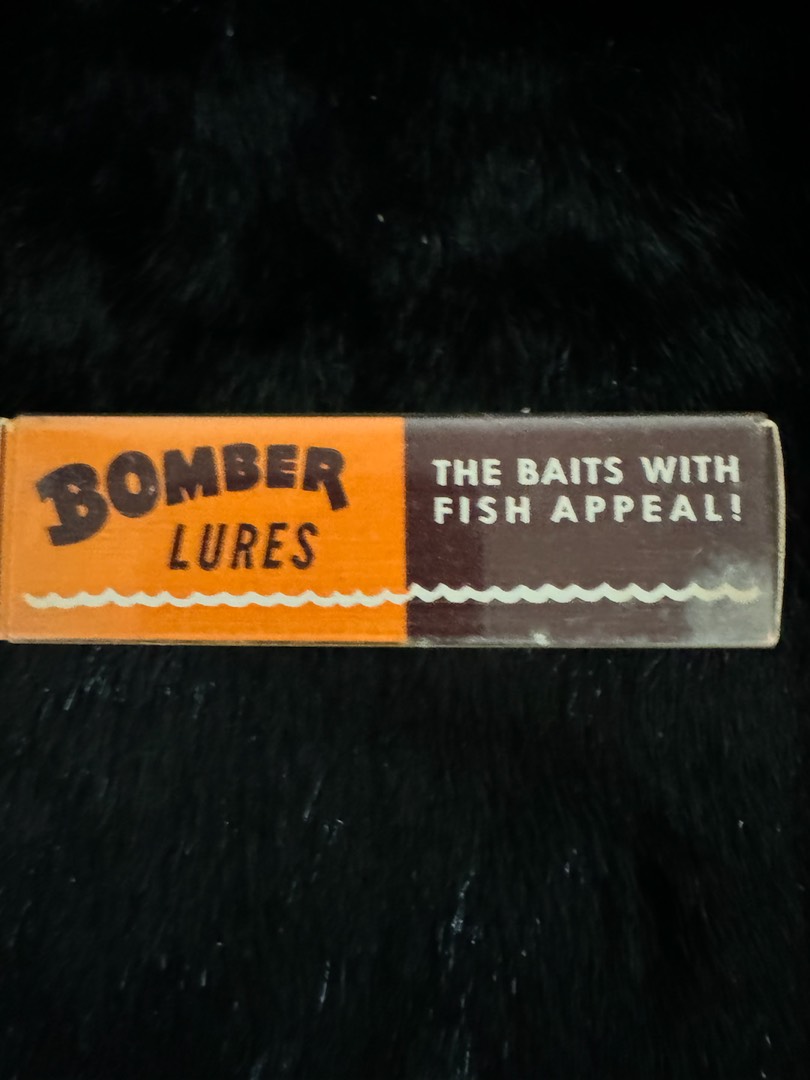 BOMBER
LURES
THE BAITS WITH
FISH APPEAL!